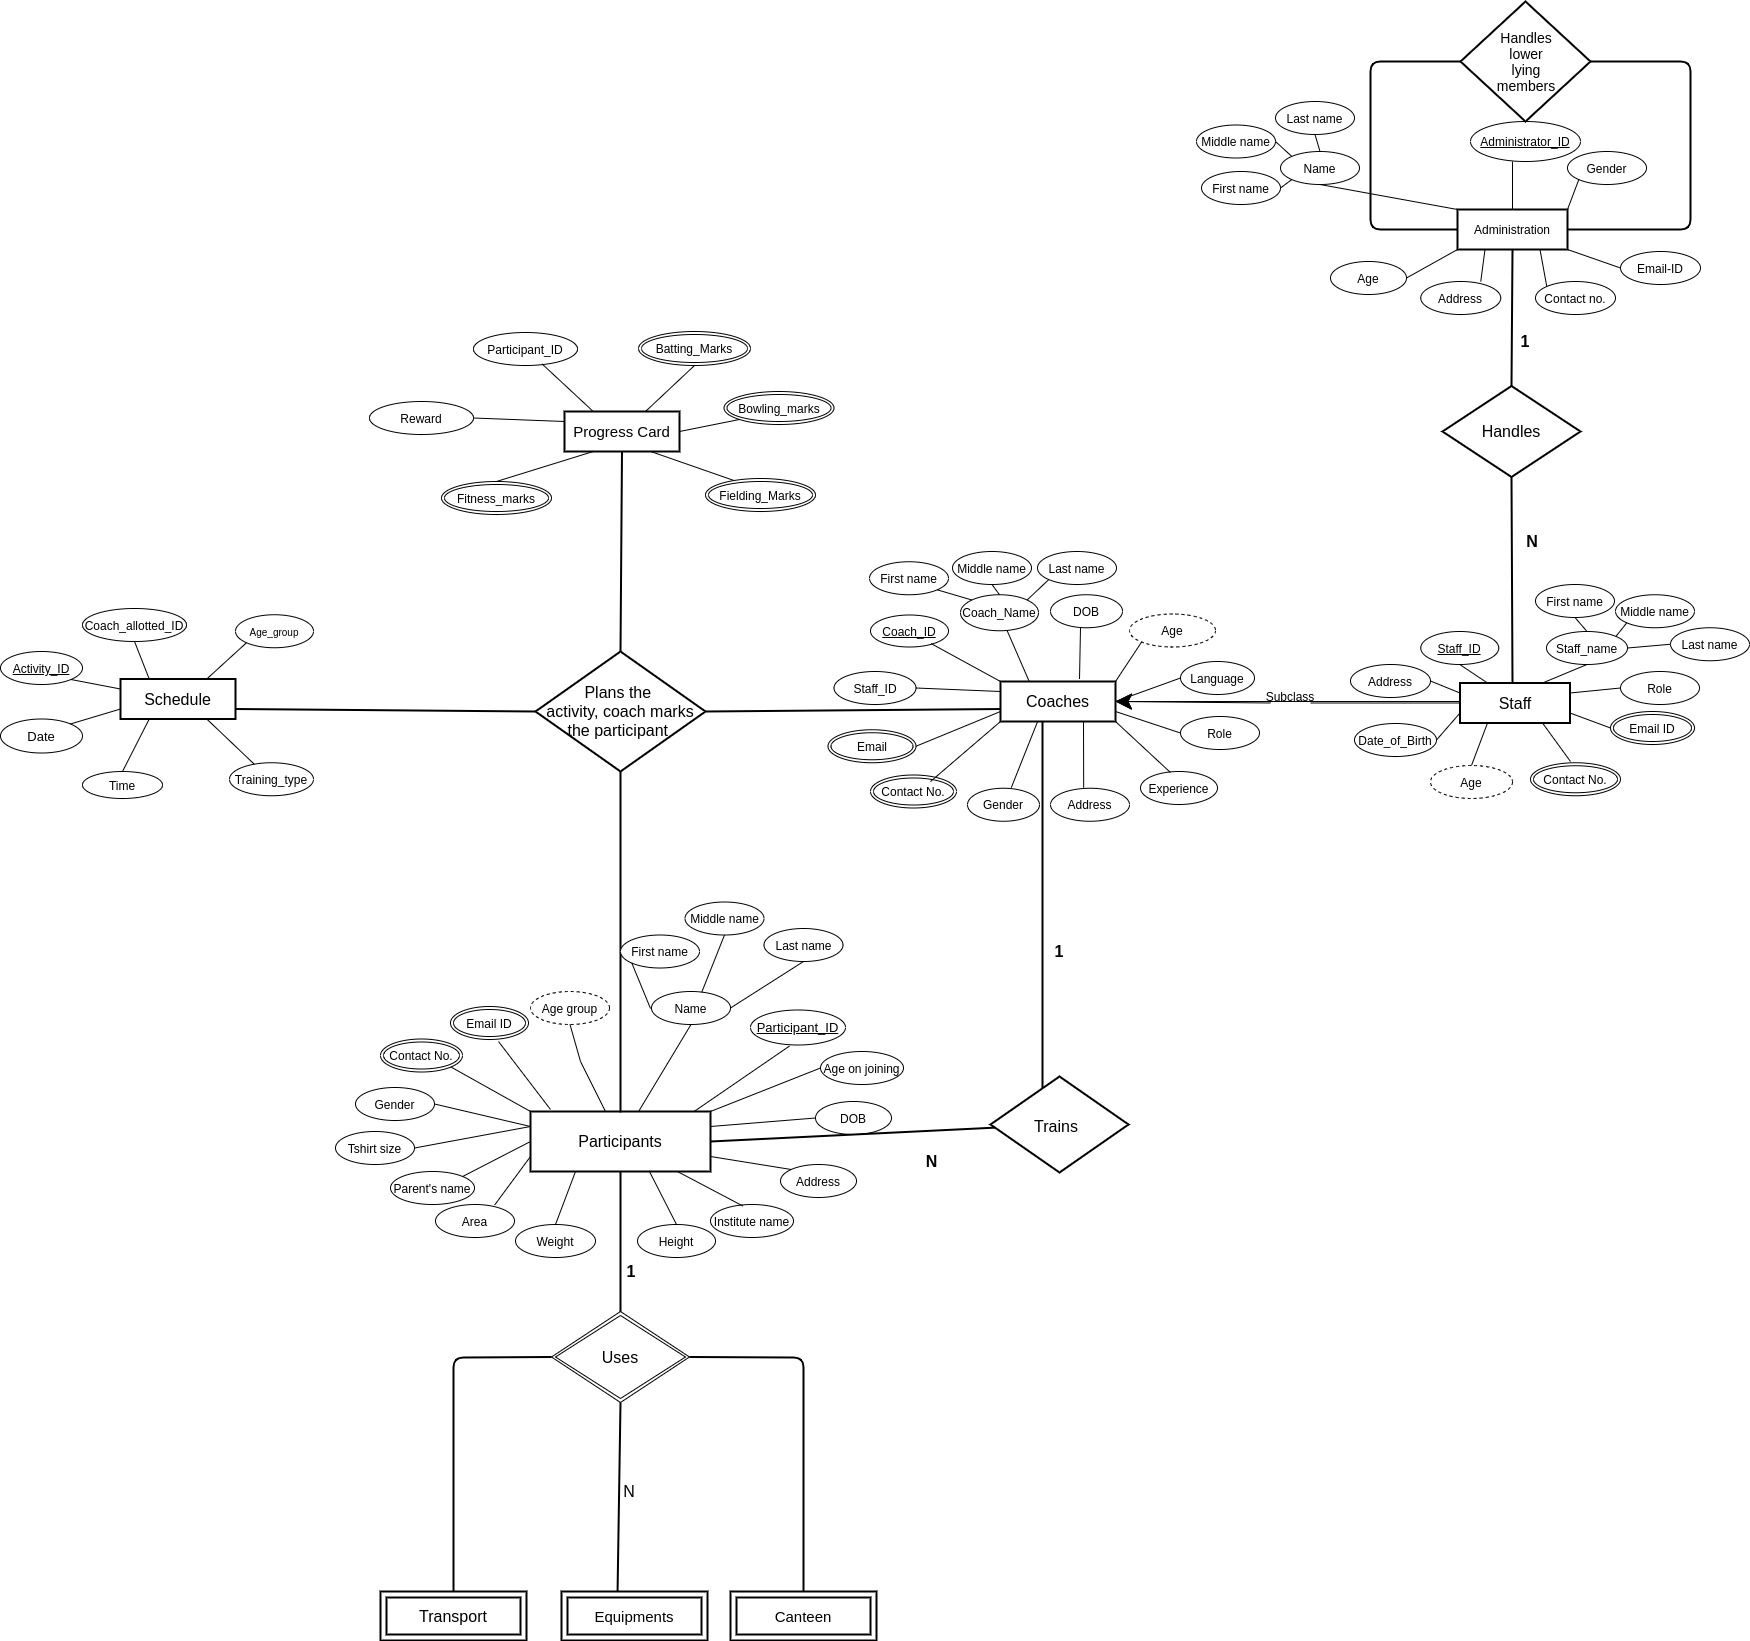 Handles
lower
lying
members
Administrator_ID
Gender
Last name
Middle name
Name
First name
Administration
Age
Address
Contact no.
Email-ID
1
Handles
N
Participant_ID
Batting_Marks
Reward
Bowling_marks
Progress Card
Fitness_marks
Fielding_Marks
Coach_allotted_ID
Age_group
Activity_ID
Schedule
Date
Time
Training_type
Plans the
activity, coach marks
the participant
First name
Middle name
Last name
Coach_Name
DOB
Coach_ID
Age
Staff_ID
Language
Coaches
Role
Email
Contact No.
Gender
Address
Experience
Subclass
First name
Middle name
Staff_ID
Staff_name
Last name
Address
Role
Staff
Date_of_Birth
Email ID
Age
Contact No.
1
Middle name
First name
Last name
Age group
Name
Email ID
Participant_ID
Contact No.
Age on joining
Gender
DOB
Participants
Tshirt size
Parent's name
Area
Weight
Height
Institute name
Address
Trains
N
1
Uses
N
Transport
Equipments
Canteen